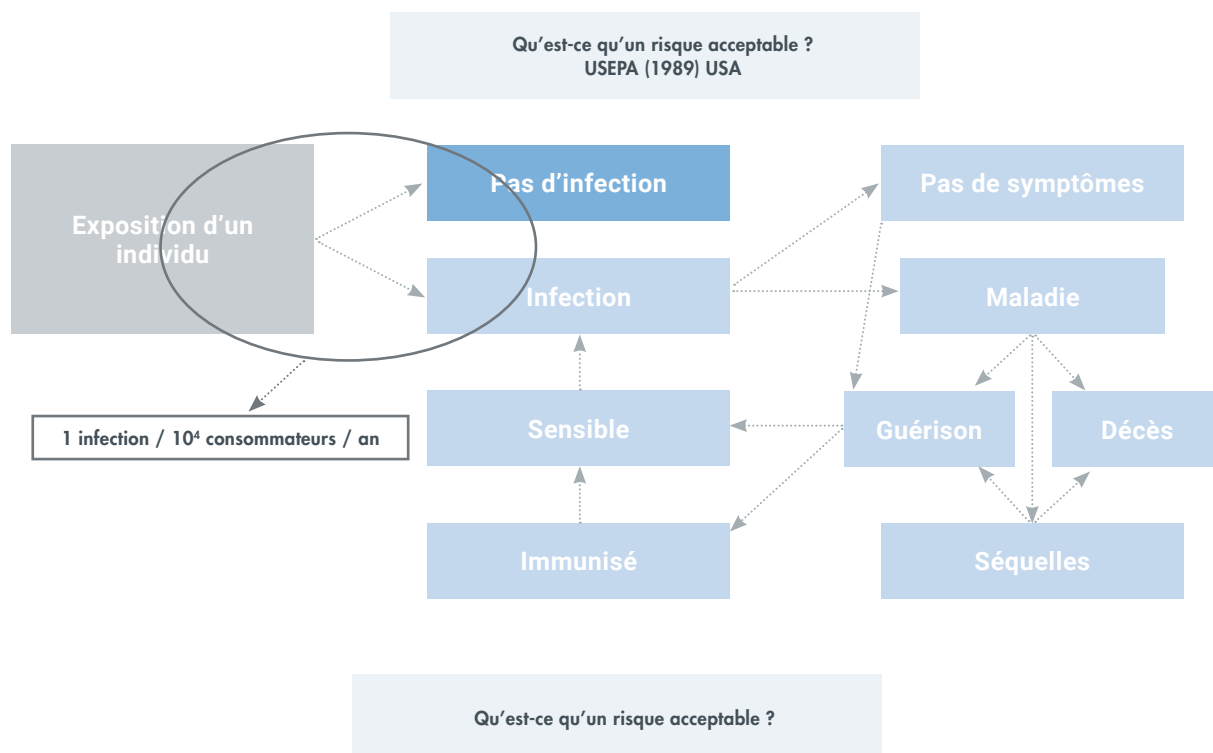 Qu’est-ce qu’un risque acceptable ?
USEPA (1989) USA
Exposition d’un
individu
Pas d’infection
Pas de symptômes
Infection
Maladie
1 infection / 10⁴ consommateurs / an
Sensible
Guérison
Décès
Immunisé
Séquelles
Qu’est-ce qu’un risque acceptable ?